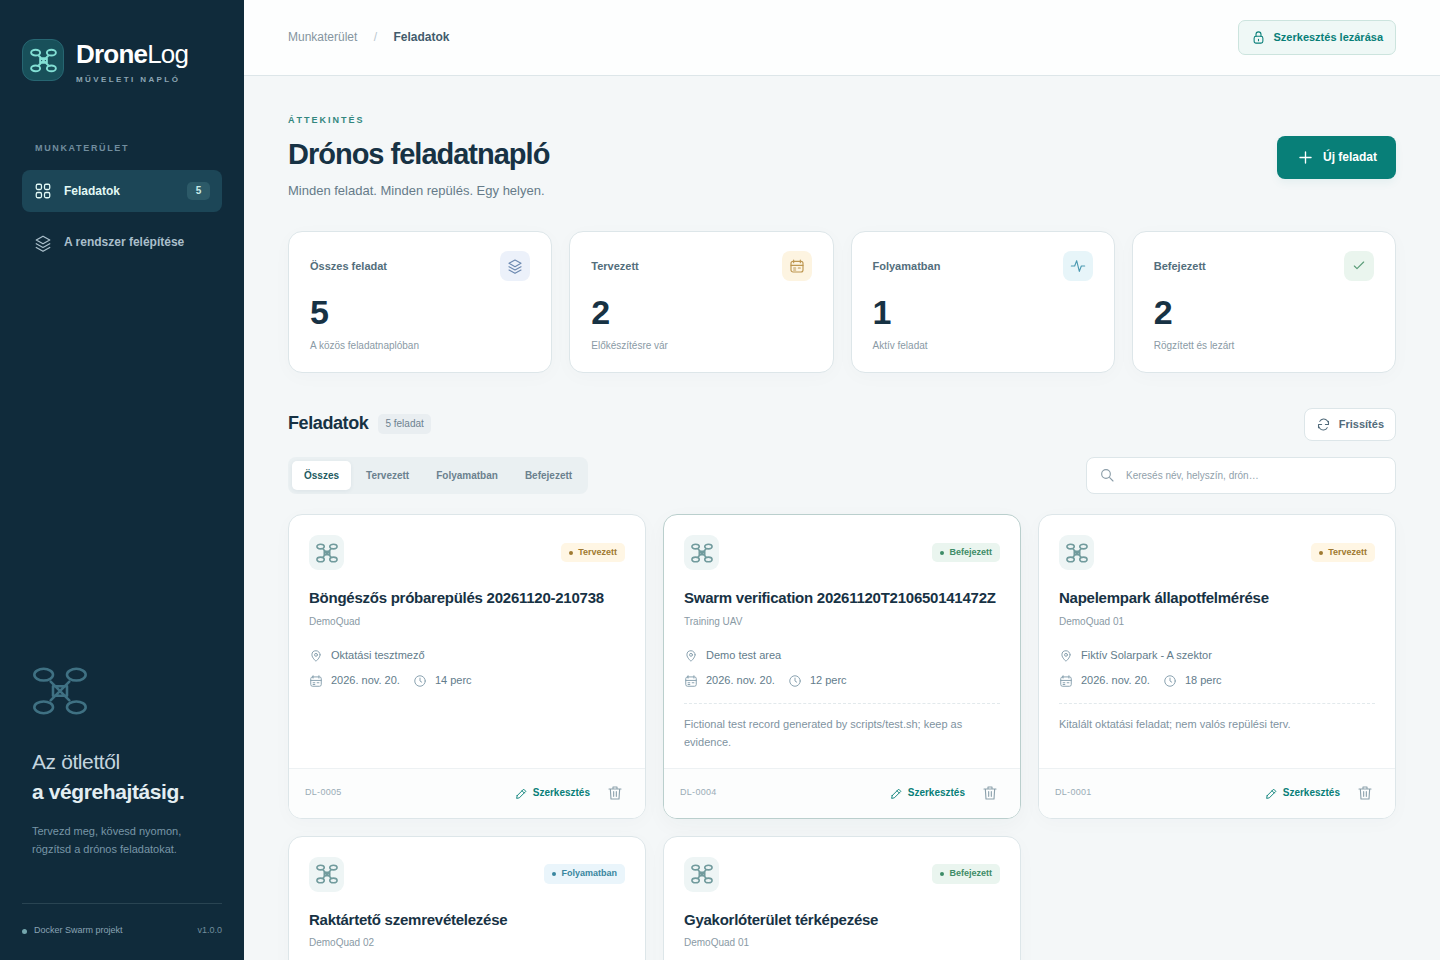 DroneLog
MŰVELETI NAPLÓ
MUNKATERÜLET
Feladatok 5
A rendszer felépítése
Az ötlettől
a végrehajtásig.
Tervezd meg, kövesd nyomon,
rögzítsd a drónos feladatokat.
Docker Swarm projekt v1.0.0
Munkaterület / Feladatok
Szerkesztés lezárása
ÁTTEKINTÉS
Drónos feladatnapló
Minden feladat. Minden repülés. Egy helyen.
Új feladat
Összes feladat
5
A közös feladatnaplóban
Tervezett
2
Előkészítésre vár
Folyamatban
1
Aktív feladat
Befejezett
2
Rögzített és lezárt
Feladatok 5 feladat
Frissítés
Összes Tervezett Folyamatban Befejezett
Keresés név, helyszín, drón…
Tervezett
Böngészős próbarepülés 20261120-210738
DemoQuad
Oktatási tesztmező
2026. nov. 20. 14 perc
DL-0005 Szerkesztés
Befejezett
Swarm verification 20261120T210650141472Z
Training UAV
Demo test area
2026. nov. 20. 12 perc
Fictional test record generated by scripts/test.sh; keep as
evidence.
DL-0004 Szerkesztés
Tervezett
Napelempark állapotfelmérése
DemoQuad 01
Fiktív Solarpark - A szektor
2026. nov. 20. 18 perc
Kitalált oktatási feladat; nem valós repülési terv.
DL-0001 Szerkesztés
Folyamatban
Raktártető szemrevételezése
DemoQuad 02
Befejezett
Gyakorlóterület térképezése
DemoQuad 01